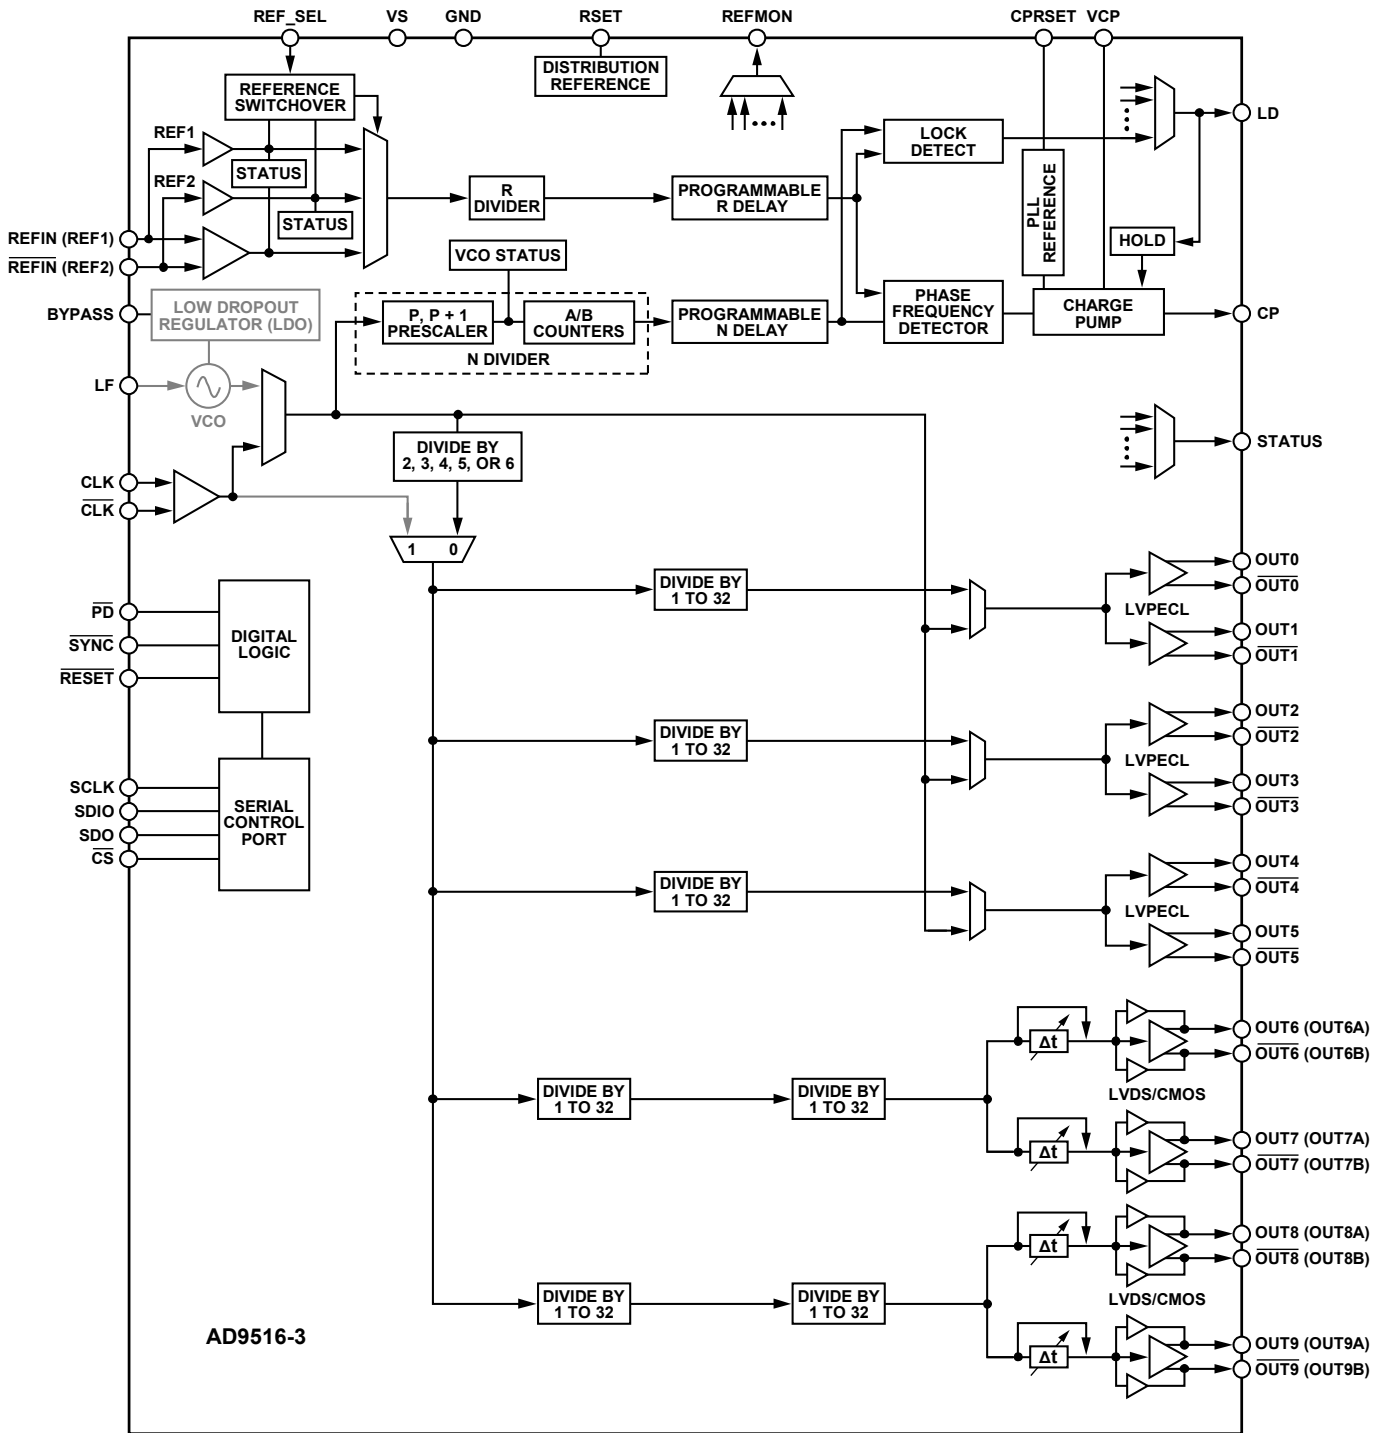 REF_SEL VS GND RSET REFMON CPRSET VCP
REFERENCE
SWITCHOVER
DISTRIBUTION
REFERENCE
LD
REF1
STATUS
REF2
STATUS
REFIN (REF1)
REFIN (REF2)
R
DIVIDER
PROGRAMMABLE
R DELAY
LOCK
DETECT
PLL
REFERENCE
HOLD
VCO STATUS
BYPASS
LOW DROPOUT
REGULATOR (LDO)
P, P + 1
PRESCALER
A/B
COUNTERS
N DIVIDER
PROGRAMMABLE
N DELAY
PHASE
FREQUENCY
DETECTOR
CHARGE
PUMP
CP
LF
VCO
STATUS
DIVIDE BY
2, 3, 4, 5, OR 6
CLK
CLK
1 0
PD
SYNC
RESET
DIGITAL
LOGIC
DIVIDE BY
1 TO 32
LVPECL
OUT0
OUT0
OUT1
OUT1
DIVIDE BY
1 TO 32
LVPECL
OUT2
OUT2
OUT3
OUT3
SCLK
SDIO
SDO
CS
SERIAL
CONTROL
PORT
DIVIDE BY
1 TO 32
LVPECL
OUT4
OUT4
OUT5
OUT5
DIVIDE BY
1 TO 32
DIVIDE BY
1 TO 32
Δt
Δt
LVDS/CMOS
OUT6 (OUT6A)
OUT6 (OUT6B)
OUT7 (OUT7A)
OUT7 (OUT7B)
DIVIDE BY
1 TO 32
DIVIDE BY
1 TO 32
Δt
Δt
LVDS/CMOS
OUT8 (OUT8A)
OUT8 (OUT8B)
OUT9 (OUT9A)
OUT9 (OUT9B)
AD9516-3